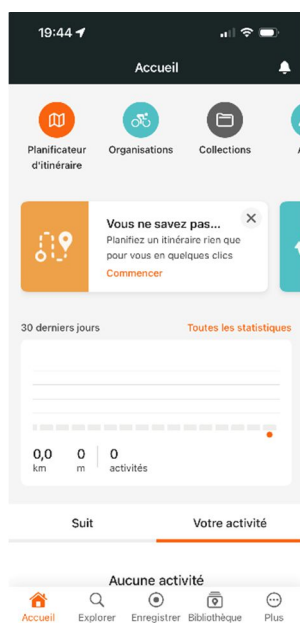 19:44
Accueil
Planificateur
d'itinéraire
Organisations
Collections
Vous ne savez pas...
Planifiez un itinéraire rien que
pour vous en quelques clics
Commencer
30 derniers jours
Toutes les statistiques
0,0
km
0
m
0
activités
Suit
Votre activité
Aucune activité
Accueil
Explorer
Enregistrer
Bibliothèque
Plus